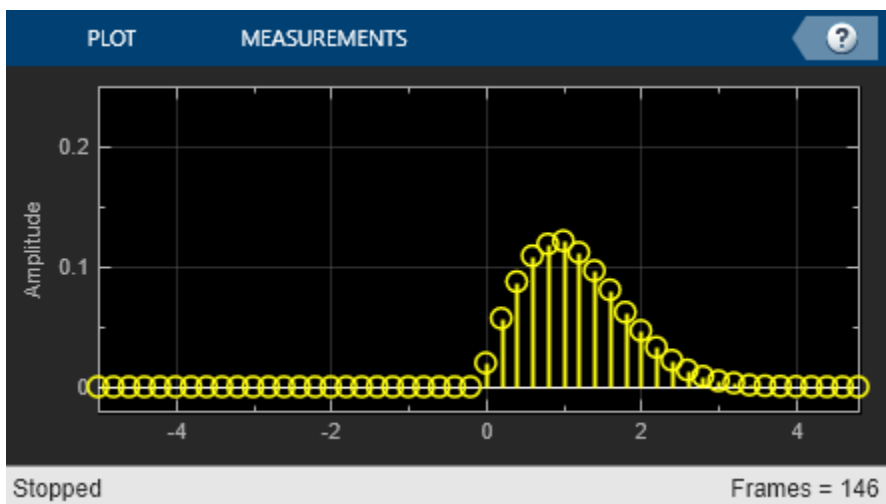 PLOT MEASUREMENTS ?
0.2
0.1
0
Amplitude
-4 -2 0 2 4
Stopped Frames = 146